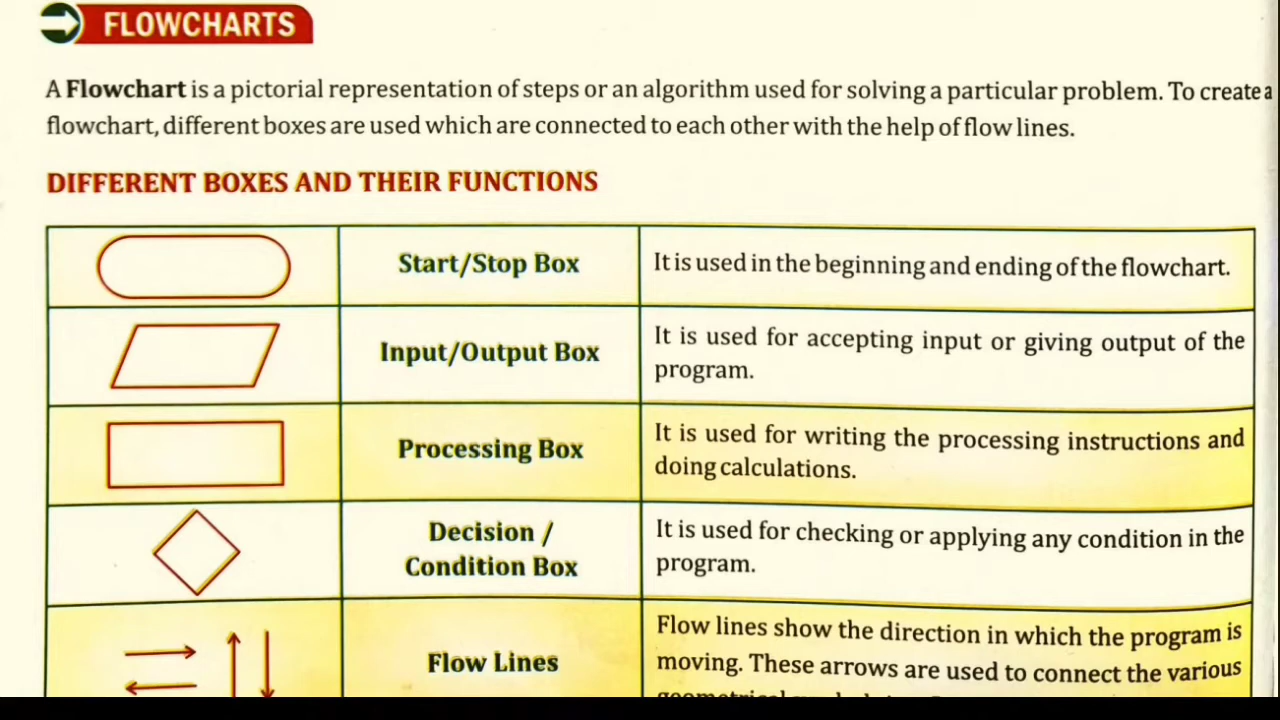 FLOWCHARTS
A Flowchart is a pictorial representation of steps or an algorithm used for solving a particular problem. To create a
flowchart, different boxes are used which are connected to each other with the help of flow lines.
DIFFERENT BOXES AND THEIR FUNCTIONS
Start/Stop Box
It is used in the beginning and ending of the flowchart.
Input/Output Box
It is used for accepting input or giving output of the
program.
Processing Box
It is used for writing the processing instructions and
doing calculations.
Decision /
Condition Box
It is used for checking or applying any condition in the
program.
Flow Lines
Flow lines show the direction in which the program is
moving. These arrows are used to connect the various